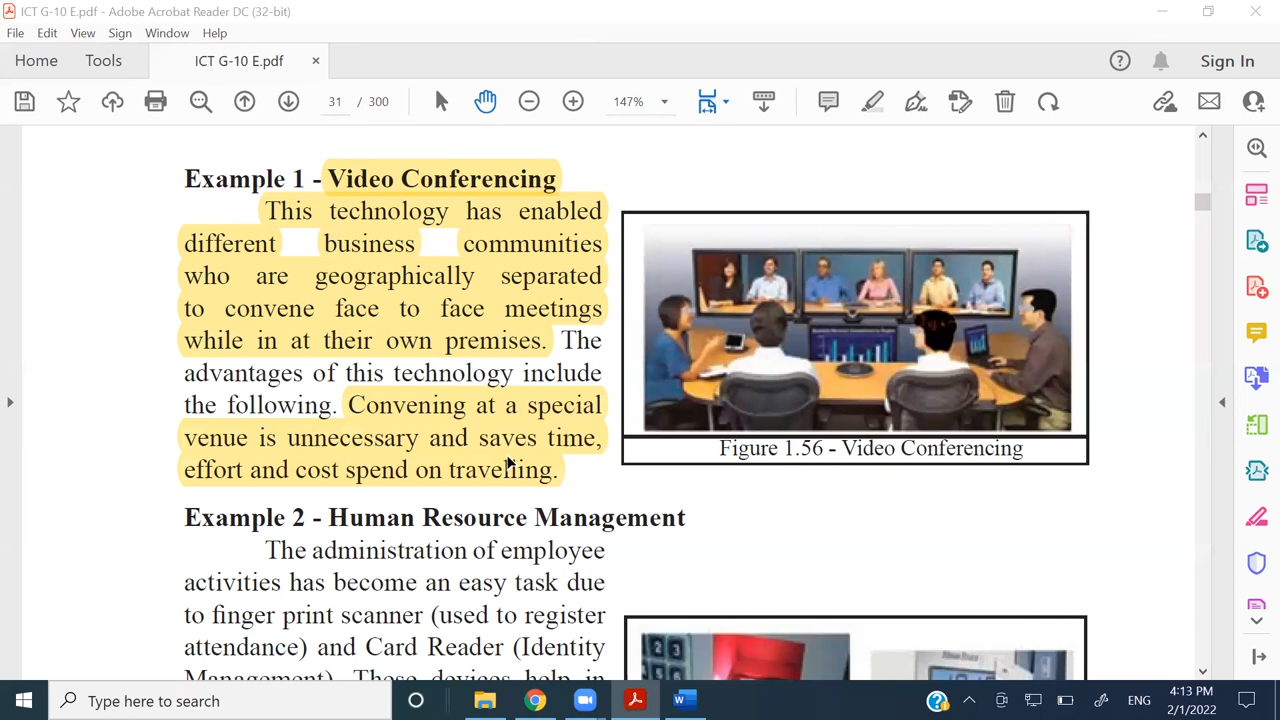 ICT G-10 E.pdf - Adobe Acrobat Reader DC (32-bit)
File Edit View Sign Window Help
Home Tools ICT G-10 E.pdf × Sign In
31 / 300 147%
Example 1 - Video Conferencing
This technology has enabled
different business communities
who are geographically separated
to convene face to face meetings
while in at their own premises. The
advantages of this technology include
the following. Convening at a special
venue is unnecessary and saves time,
effort and cost spend on travelling.
Figure 1.56 - Video Conferencing
Example 2 - Human Resource Management
The administration of employee
activities has become an easy task due
to finger print scanner (used to register
attendance) and Card Reader (Identity
Management). These devices help in
Type here to search
ENG
4:13 PM
2/1/2022